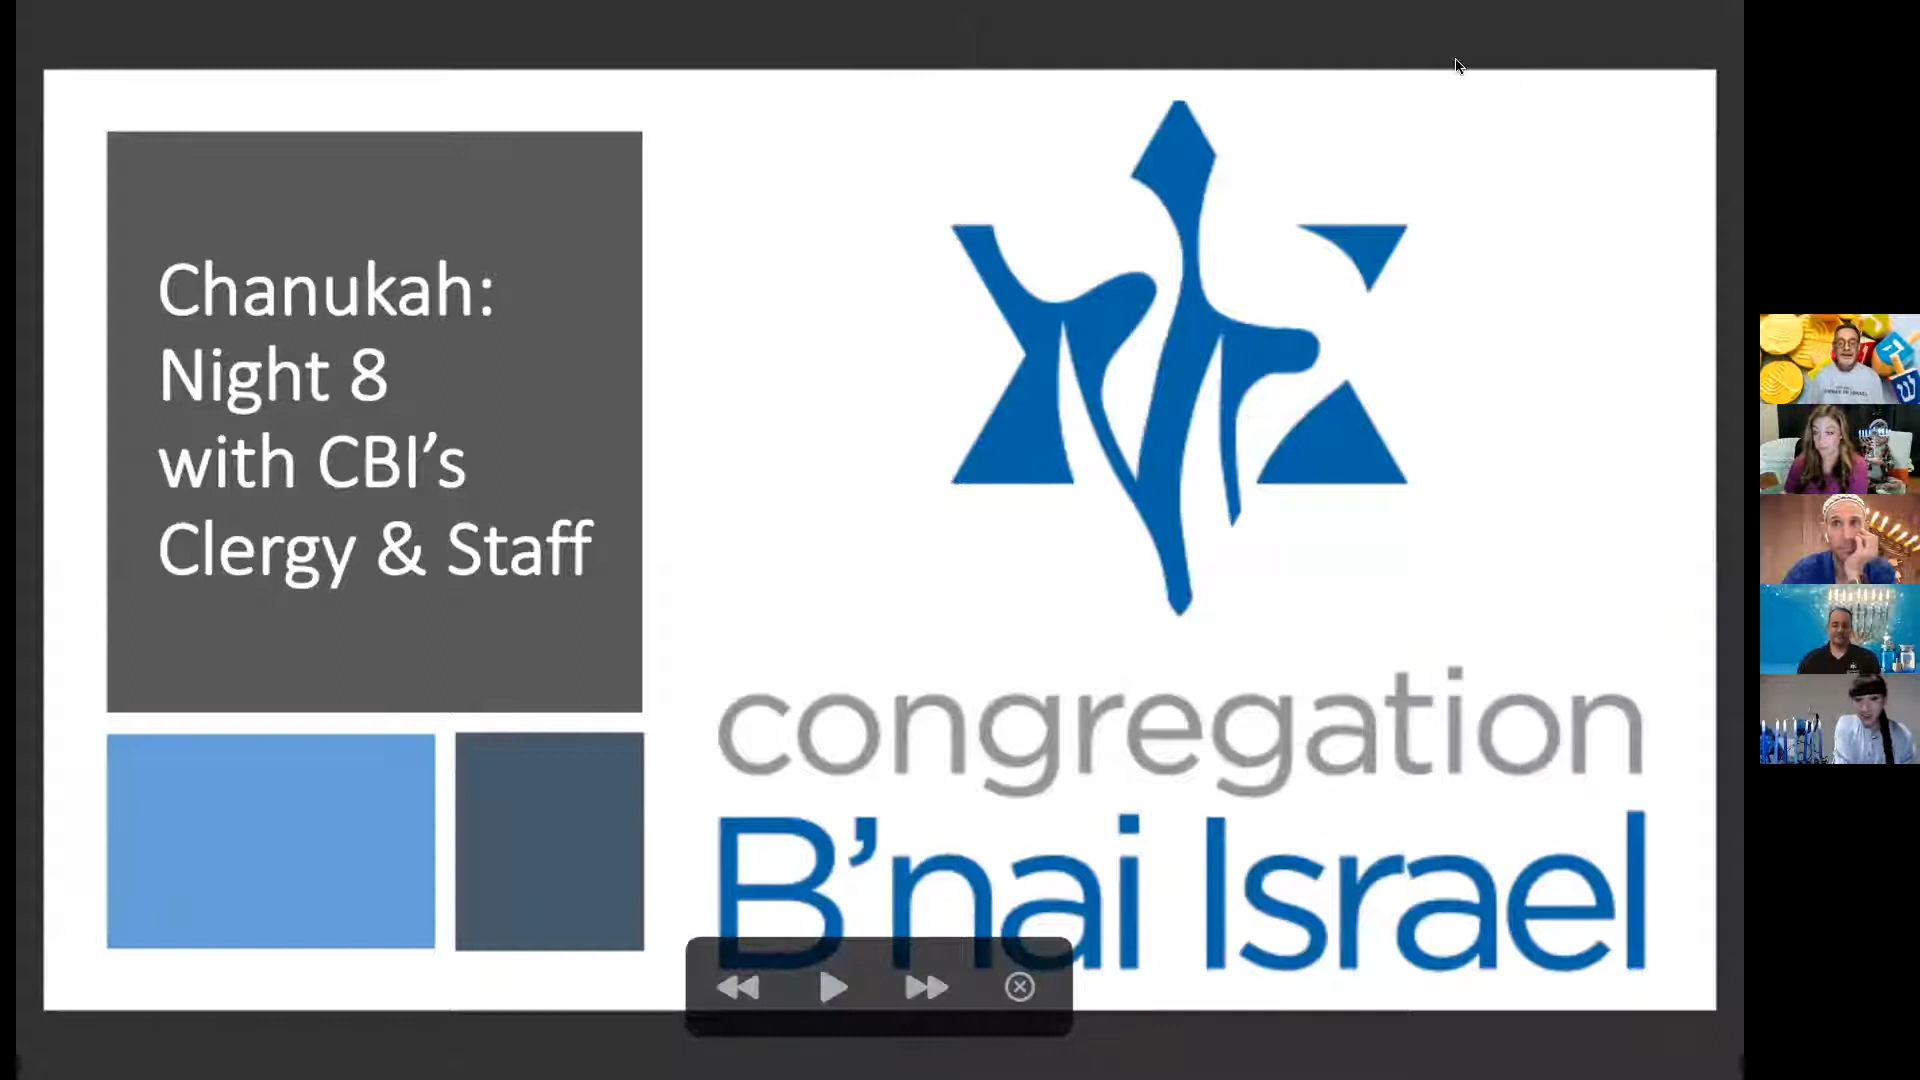 Chanukah:
Night 8
with CBI’s
Clergy & Staff
congregation
B’nai Israel
ש